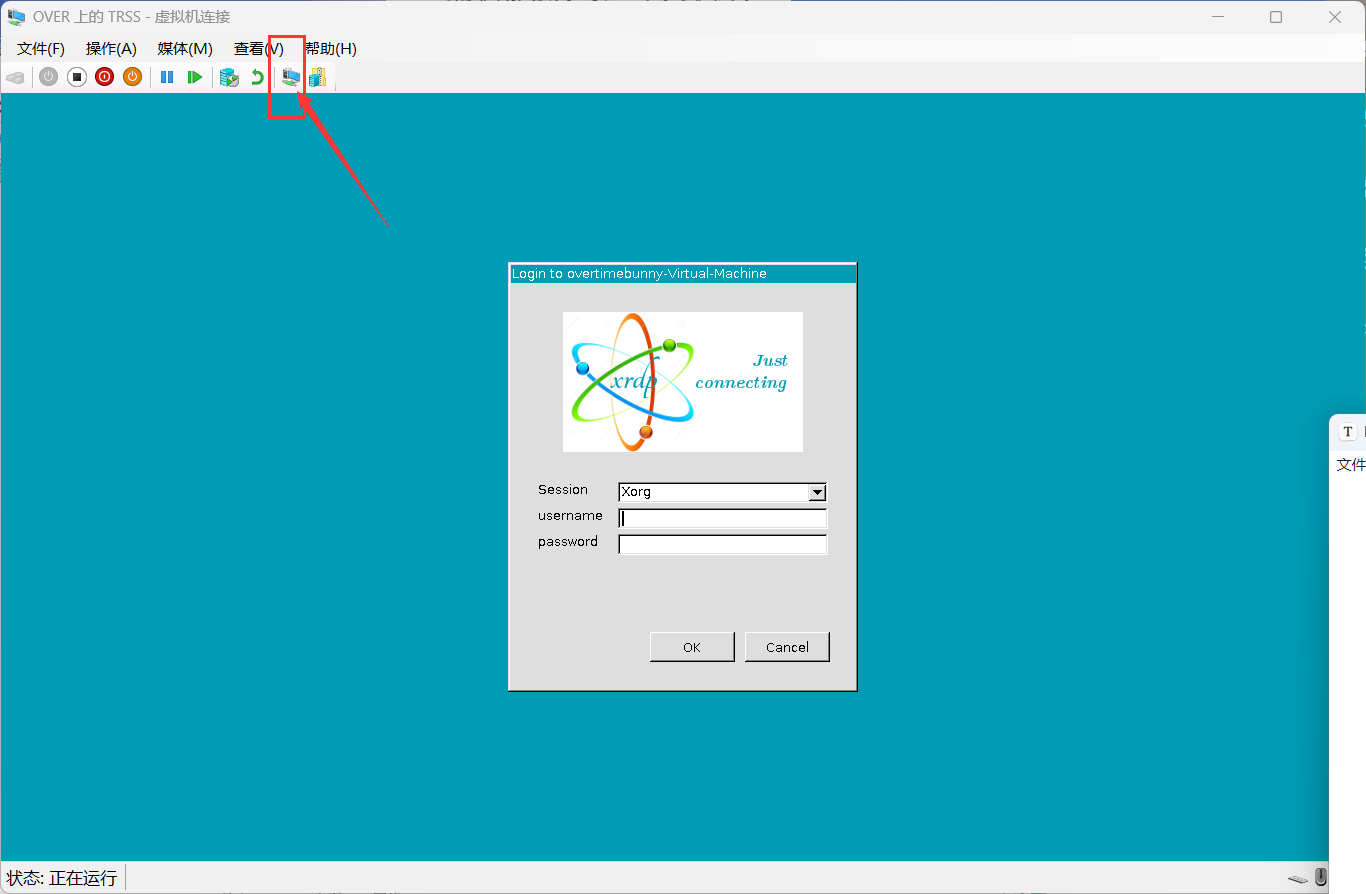 OVER 上的 TRSS - 虚拟机连接
文件(F) 操作(A) 媒体(M) 查看(V) 帮助(H)
Login to overtimebunny-Virtual-Machine
xrdp
Just
connecting
Session Xorg
username
password
OK Cancel
T
文件
状态: 正在运行